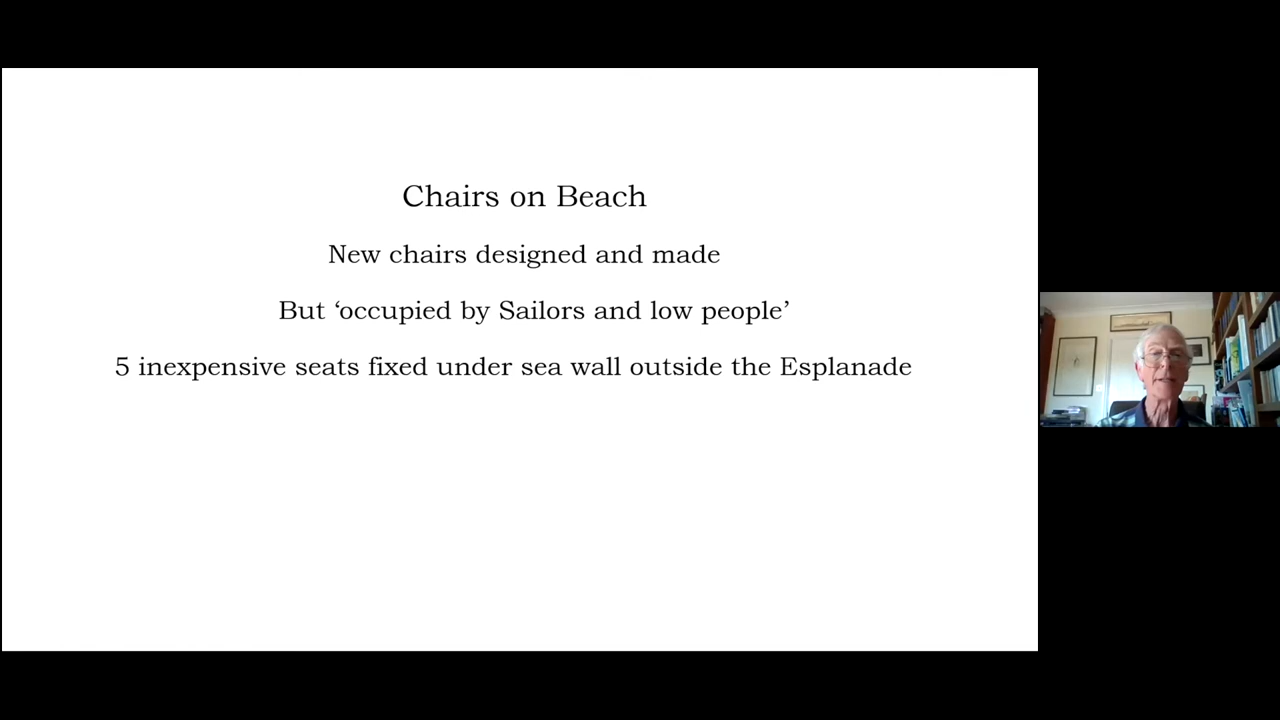 Chairs on Beach
New chairs designed and made
But ‘occupied by Sailors and low people’
5 inexpensive seats fixed under sea wall outside the Esplanade